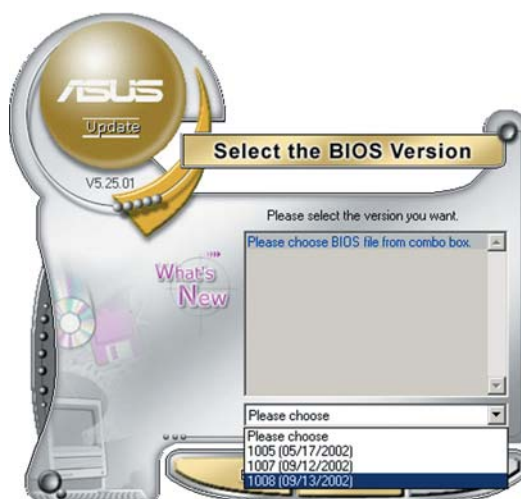 ASUS
Update
V5.25.01
Select the BIOS Version
Please select the version you want.
Please choose BIOS file from combo box.
What's
New
Please choose
Please choose
1005 (05/17/2002)
1007 (09/12/2002)
1008 (09/13/2002)